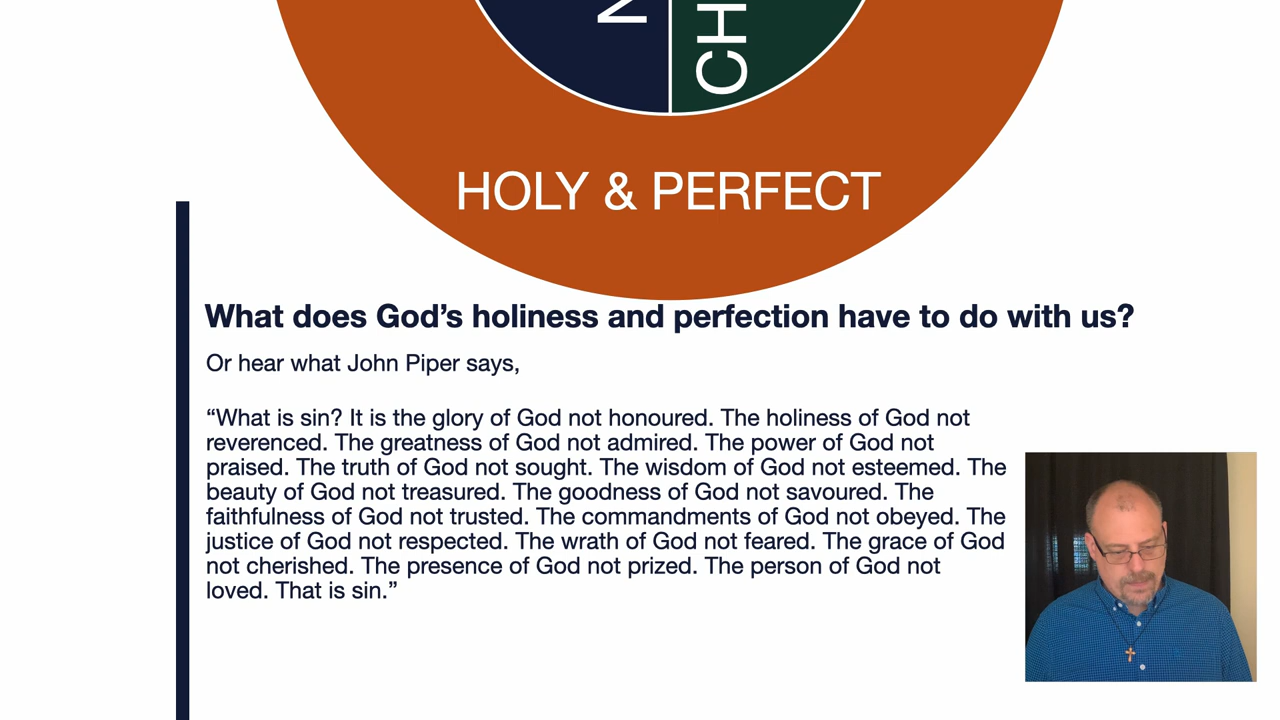 CH
HOLY & PERFECT
What does God’s holiness and perfection have to do with us?
Or hear what John Piper says,
“What is sin? It is the glory of God not honoured. The holiness of God not
reverenced. The greatness of God not admired. The power of God not
praised. The truth of God not sought. The wisdom of God not esteemed. The
beauty of God not treasured. The goodness of God not savoured. The
faithfulness of God not trusted. The commandments of God not obeyed. The
justice of God not respected. The wrath of God not feared. The grace of God
not cherished. The presence of God not prized. The person of God not
loved. That is sin.”